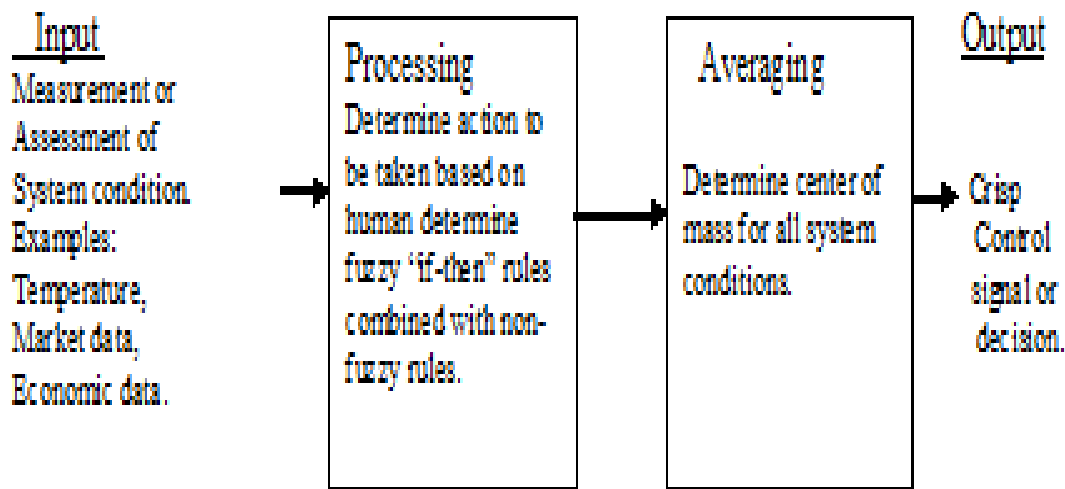 Input
Measurement or
Assessment of
System condition.
Examples:
Temperature,
Market data,
Economic data.
Processing
Determine action to
be taken based on
human determine
fuzzy “if-then” rules
combined with non-
fuzzy rules.
Averaging
Determine center of
mass for all system
conditions.
Output
Crisp
Control
signal or
decision.